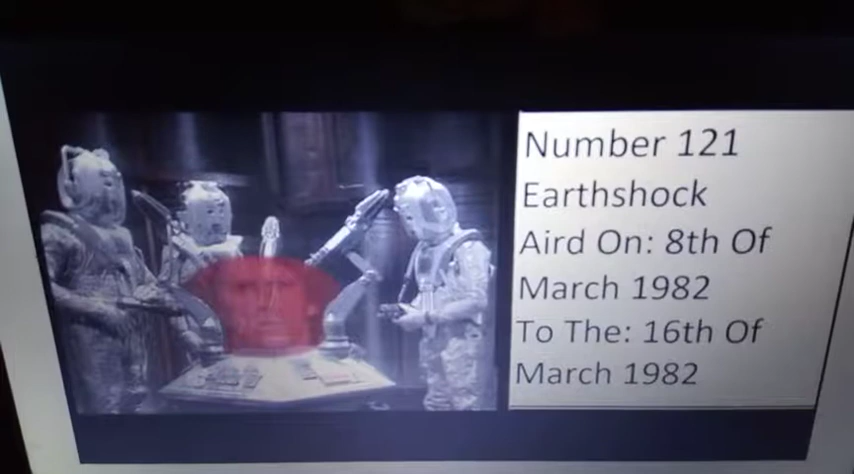 Number 121
Earthshock
Aird On: 8th Of
March 1982
To The: 16th Of
March 1982